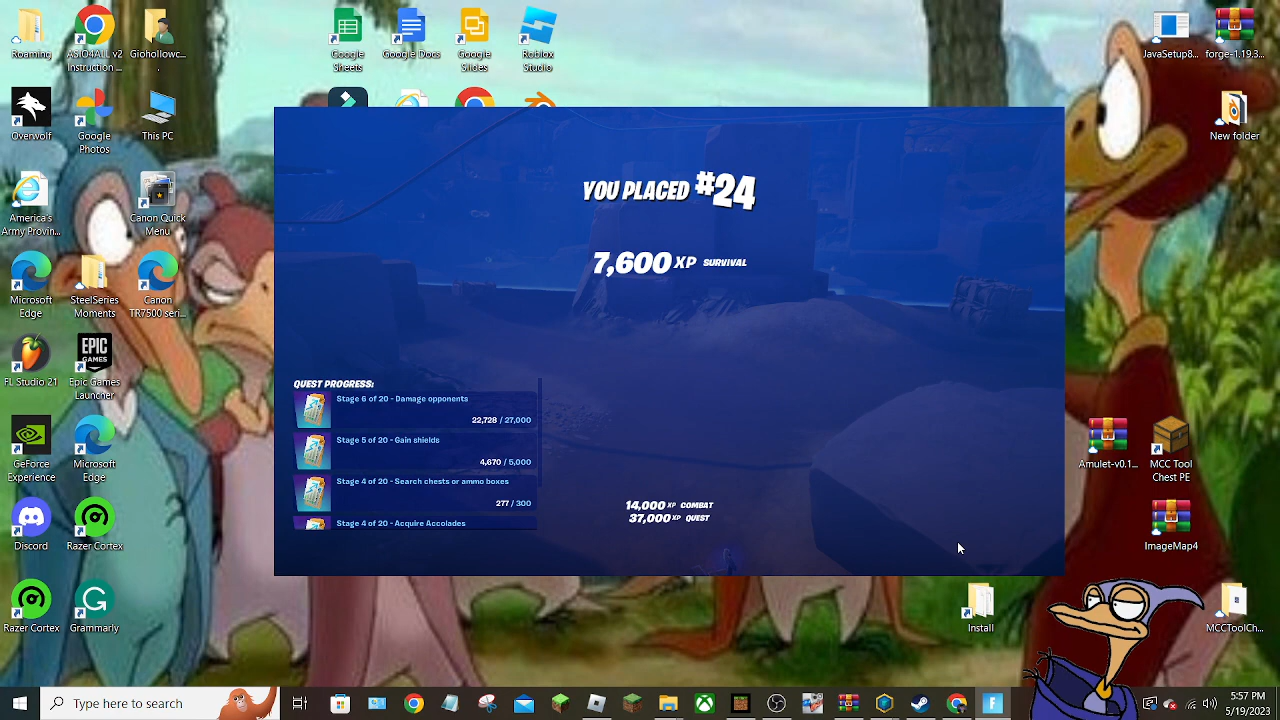 Roaming
ASIO4ALL v2
Instruction ...
Giohollowc...
.
Google
Sheets
Google Docs
Google
Slides
Roblox
Studio
JavaSetup8...
forge-1.19.3...
Overwolf
Google
Photos
This PC
New folder
YOU PLACED #24
America's
Army Provin...
Canon Quick
Menu
7,600 XP SURVIVAL
Microsoft
Edge
SteelSeries
Moments
Canon
TR7500 seri...
FL Studio 21
EPIC
GAMES
Epic Games
Launcher
QUEST PROGRESS:
Stage 6 of 20 - Damage opponents
22,728 / 27,000
Stage 5 of 20 - Gain shields
4,670 / 5,000
Stage 4 of 20 - Search chests or ammo boxes
277 / 300
Stage 4 of 20 - Acquire Accolades
14,000 XP COMBAT
37,000 XP QUEST
GeForce
Experience
Microsoft
Edge
Amulet-v0.1...
MCC Tool
Chest PE
Discord
Razer Cortex
ImageMap4
Razer Cortex
Grammarly
Install
MCCToolCh...
Type here to search
5:57 PM
5/19/2023